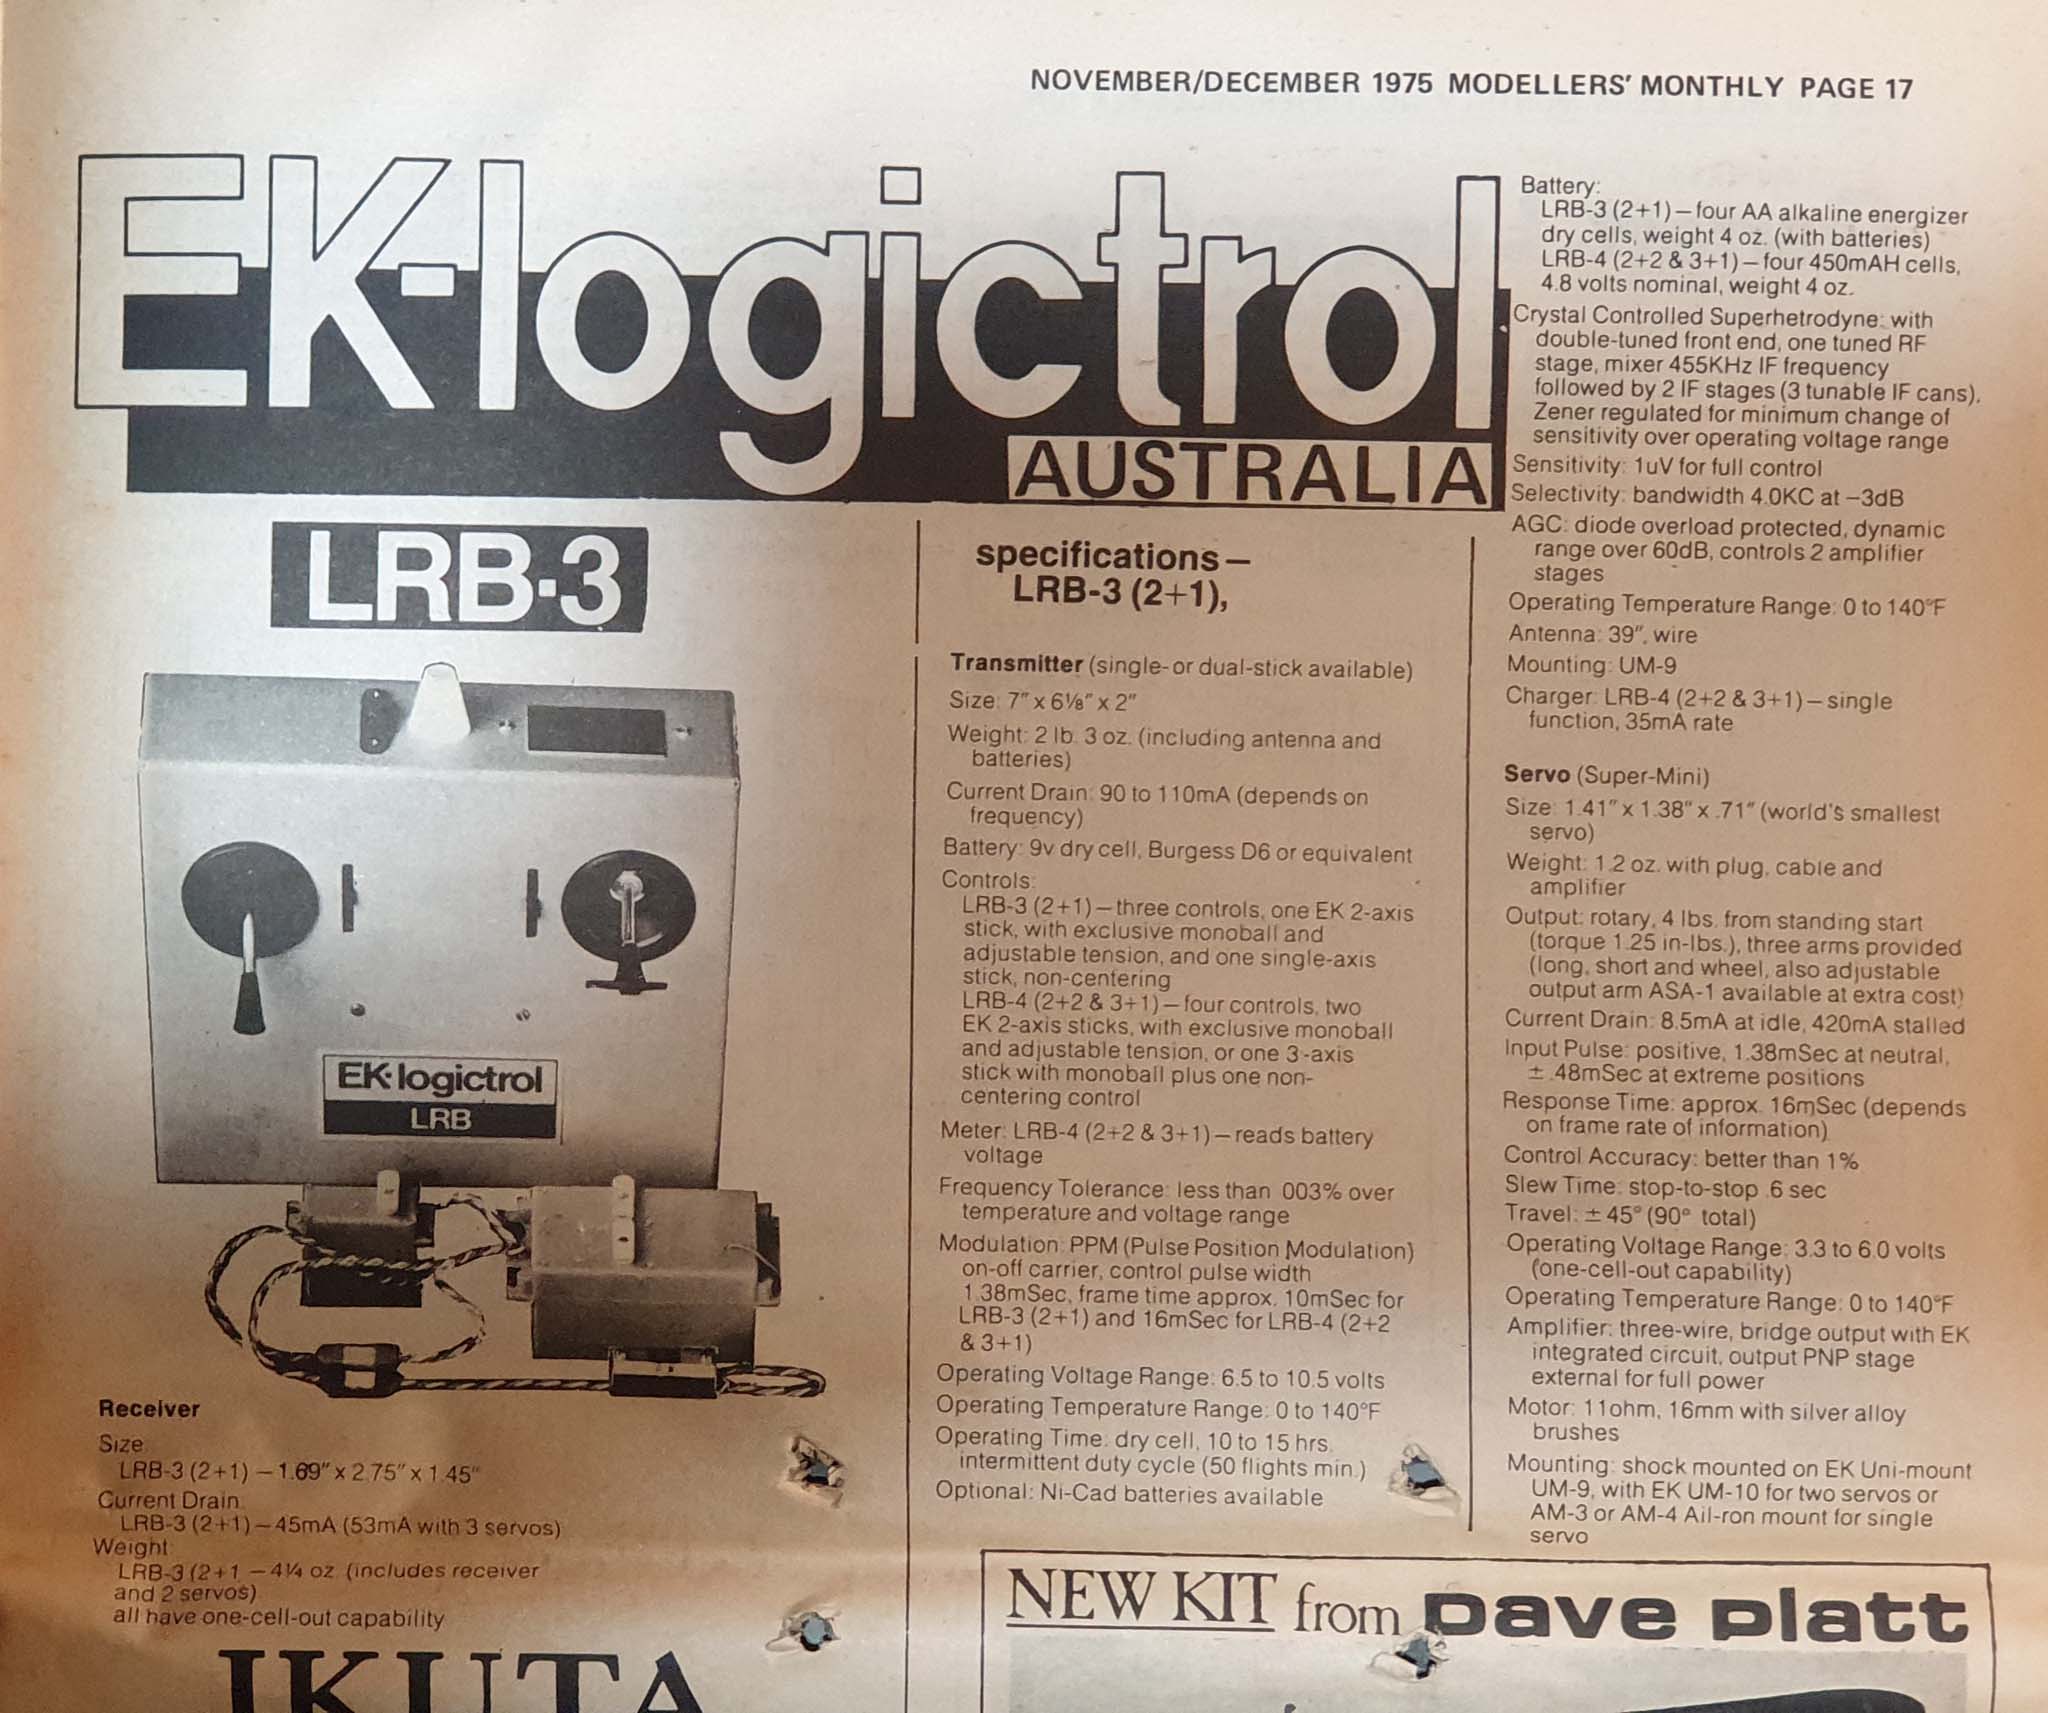 NOVEMBER/DECEMBER 1975 MODELLERS' MONTHLY PAGE 17
EK-logictrol
AUSTRALIA
LRB-3
EK-logictrol
LRB
Receiver
Size
LRB-3 (2+1) – 1.69" x 2.75" x 1.45"
Current Drain
LRB-3 (2+1) – 45mA (53mA with 3 servos)
Weight
LRB-3 (2+1 – 4¼ oz (includes receiver
and 2 servos)
all have one-cell-out capability
IKUTA
specifications –
LRB-3 (2+1),
Transmitter (single- or dual-stick available)
Size: 7" x 6⅛" x 2"
Weight: 2 lb. 3 oz. (including antenna and
batteries)
Current Drain: 90 to 110mA (depends on
frequency)
Battery: 9v dry cell, Burgess D6 or equivalent
Controls:
LRB-3 (2+1) – three controls, one EK 2-axis
stick, with exclusive monoball and
adjustable tension, and one single-axis
stick, non-centering
LRB-4 (2+2 & 3+1) – four controls, two
EK 2-axis sticks, with exclusive monoball
and adjustable tension, or one 3-axis
stick with monoball plus one non-
centering control
Meter: LRB-4 (2+2 & 3+1) – reads battery
voltage
Frequency Tolerance: less than .003% over
temperature and voltage range
Modulation: PPM (Pulse Position Modulation)
on-off carrier, control pulse width
1.38mSec, frame time approx. 10mSec for
LRB-3 (2+1) and 16mSec for LRB-4 (2+2
& 3+1)
Operating Voltage Range: 6.5 to 10.5 volts
Operating Temperature Range: 0 to 140°F
Operating Time: dry cell, 10 to 15 hrs.
intermittent duty cycle (50 flights min.)
Optional: Ni-Cad batteries available
Battery:
LRB-3 (2+1) – four AA alkaline energizer
dry cells, weight 4 oz. (with batteries)
LRB-4 (2+2 & 3+1) – four 450mAH cells,
4.8 volts nominal, weight 4 oz.
Crystal Controlled Superhetrodyne: with
double-tuned front end, one tuned RF
stage, mixer 455KHz IF frequency
followed by 2 IF stages (3 tunable IF cans).
Zener regulated for minimum change of
sensitivity over operating voltage range
Sensitivity: 1uV for full control
Selectivity: bandwidth 4.0KC at –3dB
AGC: diode overload protected, dynamic
range over 60dB, controls 2 amplifier
stages
Operating Temperature Range: 0 to 140°F
Antenna: 39", wire
Mounting: UM-9
Charger: LRB-4 (2+2 & 3+1) – single
function, 35mA rate
Servo (Super-Mini)
Size: 1.41" x 1.38" x .71" (world's smallest
servo)
Weight: 1.2 oz. with plug, cable and
amplifier
Output: rotary, 4 lbs. from standing start
(torque 1.25 in-lbs.), three arms provided
(long, short and wheel, also adjustable
output arm ASA-1 available at extra cost)
Current Drain: 8.5mA at idle, 420mA stalled
Input Pulse: positive, 1.38mSec at neutral,
± .48mSec at extreme positions
Response Time: approx. 16mSec (depends
on frame rate of information)
Control Accuracy: better than 1%
Slew Time: stop-to-stop .6 sec
Travel: ± 45° (90° total)
Operating Voltage Range: 3.3 to 6.0 volts
(one-cell-out capability)
Operating Temperature Range: 0 to 140°F
Amplifier: three-wire, bridge output with EK
integrated circuit, output PNP stage
external for full power
Motor: 11ohm, 16mm with silver alloy
brushes
Mounting: shock mounted on EK Uni-mount
UM-9, with EK UM-10 for two servos or
AM-3 or AM-4 Ail-ron mount for single
servo
NEW KIT from Dave Platt